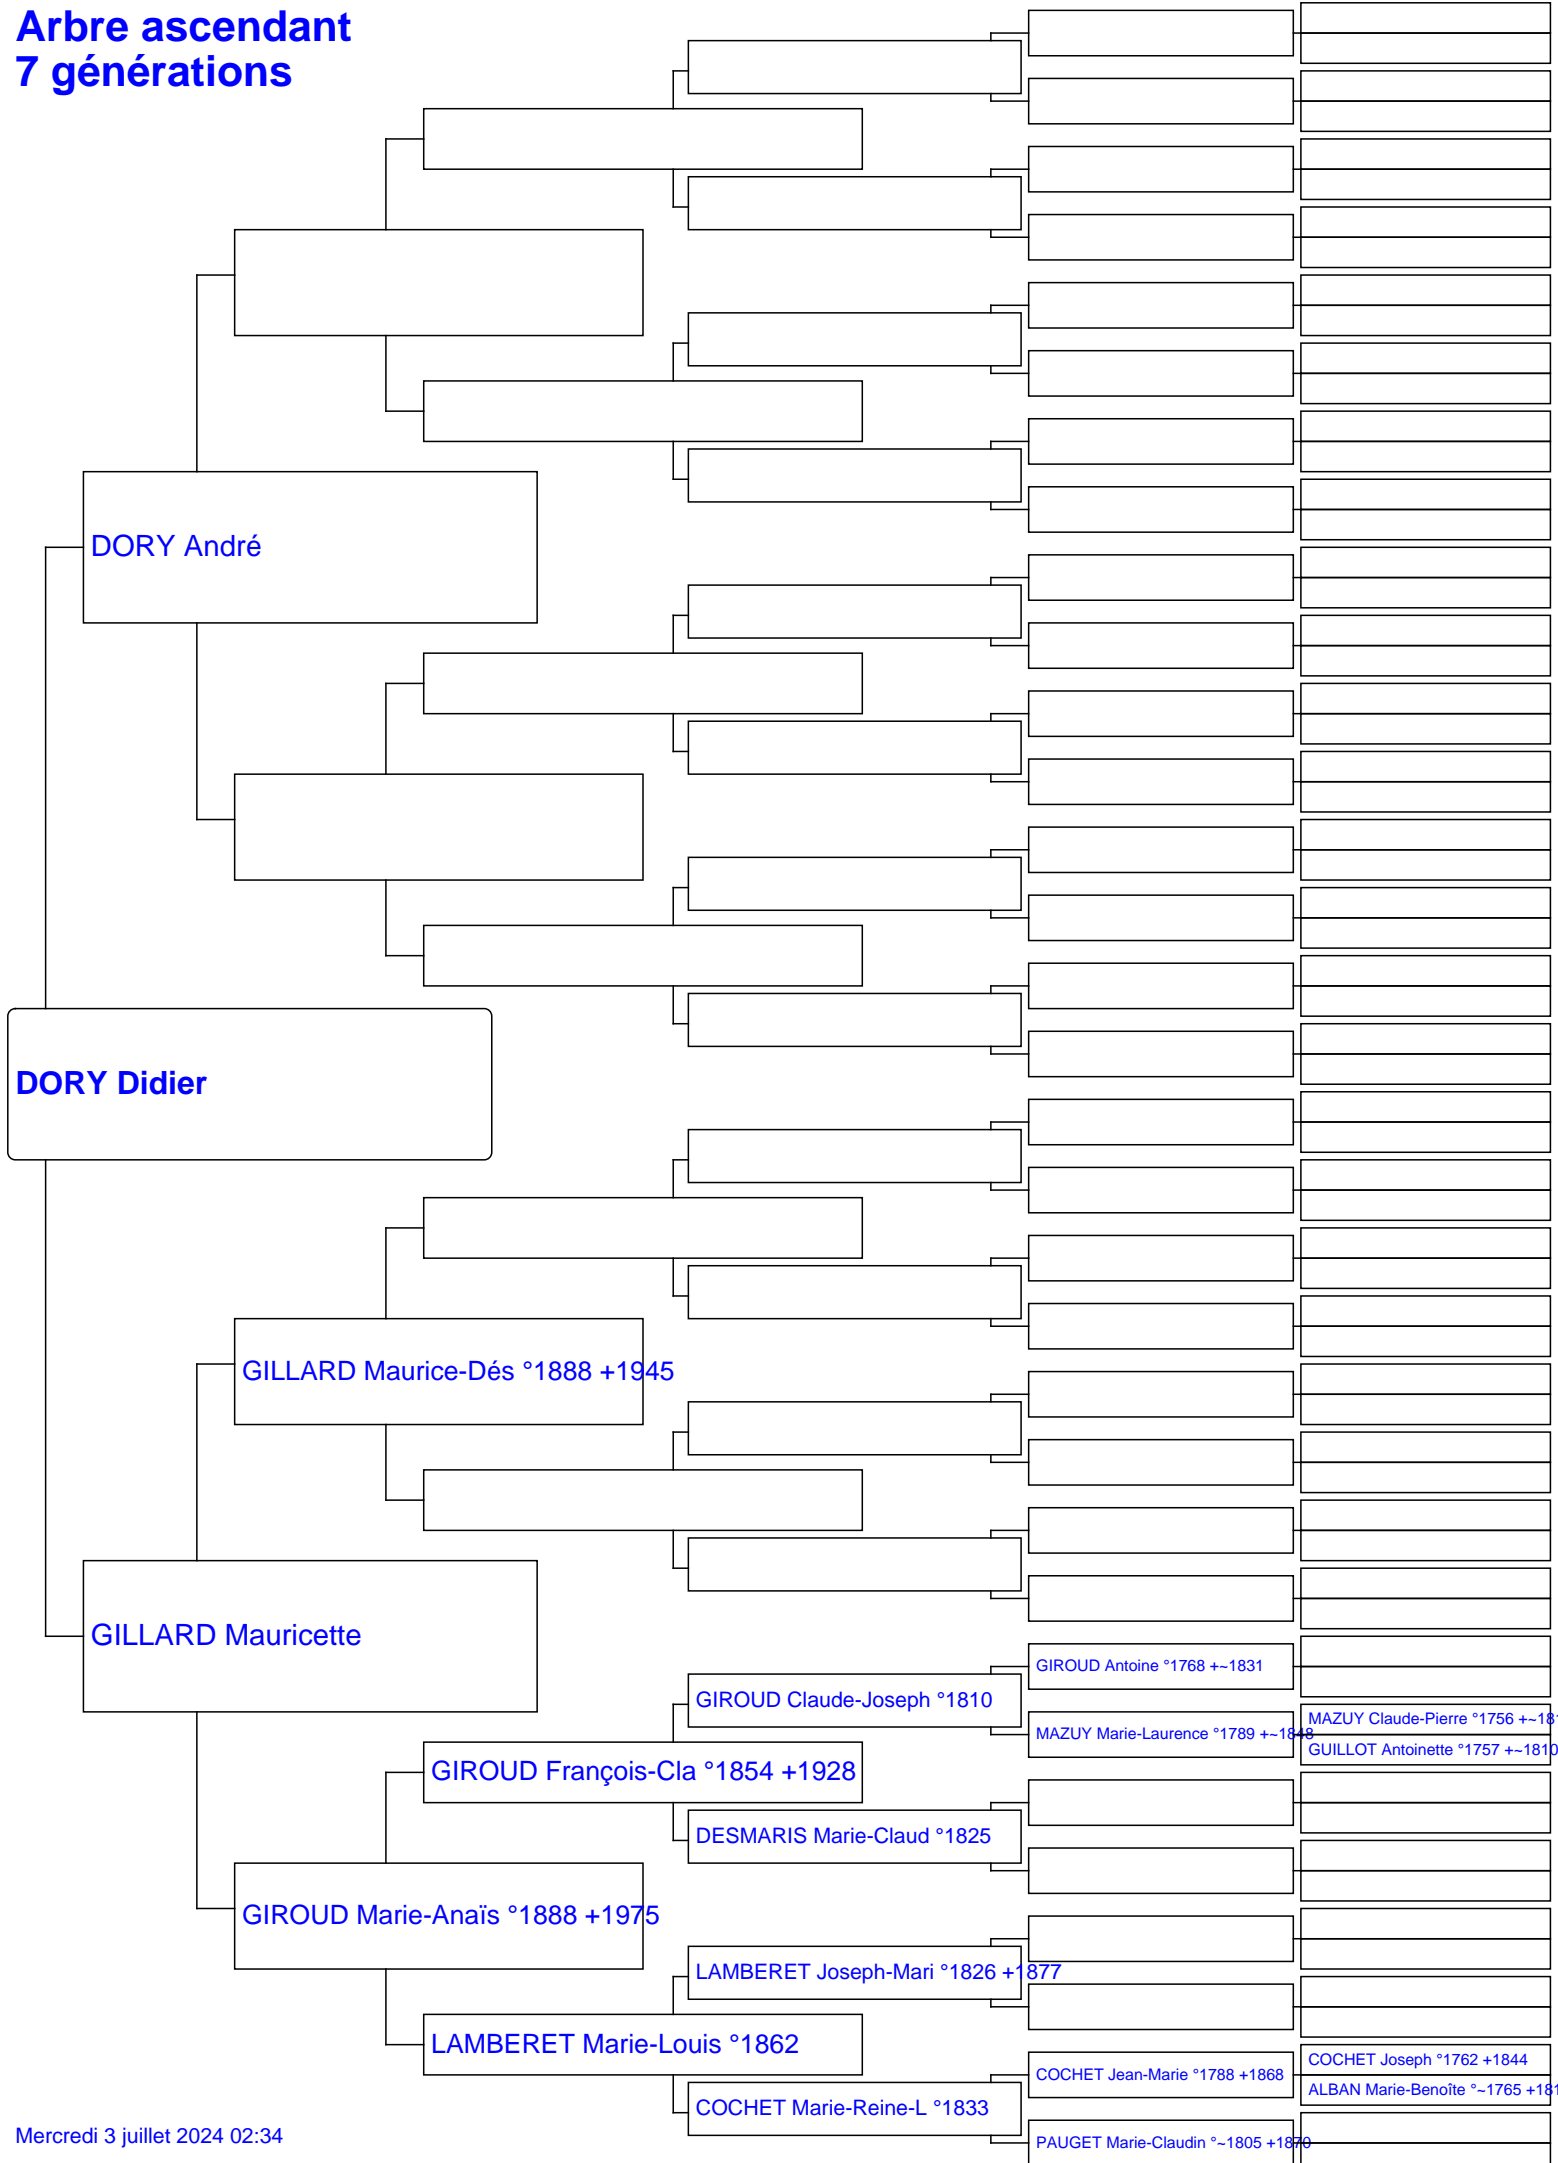 Arbre ascendant
7 générations
DORY André
DORY Didier
GILLARD Maurice-Dés °1888 +1945
GILLARD Mauricette
GIROUD Antoine °1768 +~1831
GIROUD Claude-Joseph °1810
MAZUY Marie-Laurence °1789 +~1848
MAZUY Claude-Pierre °1756 +~181
GUILLOT Antoinette °1757 +~1810
GIROUD François-Cla °1854 +1928
DESMARIS Marie-Claud °1825
GIROUD Marie-Anaïs °1888 +1975
LAMBERET Joseph-Mari °1826 +1877
LAMBERET Marie-Louis °1862
COCHET Jean-Marie °1788 +1868
COCHET Joseph °1762 +1844
ALBAN Marie-Benoîte °~1765 +181
COCHET Marie-Reine-L °1833
PAUGET Marie-Claudin °~1805 +1870
Mercredi 3 juillet 2024 02:34